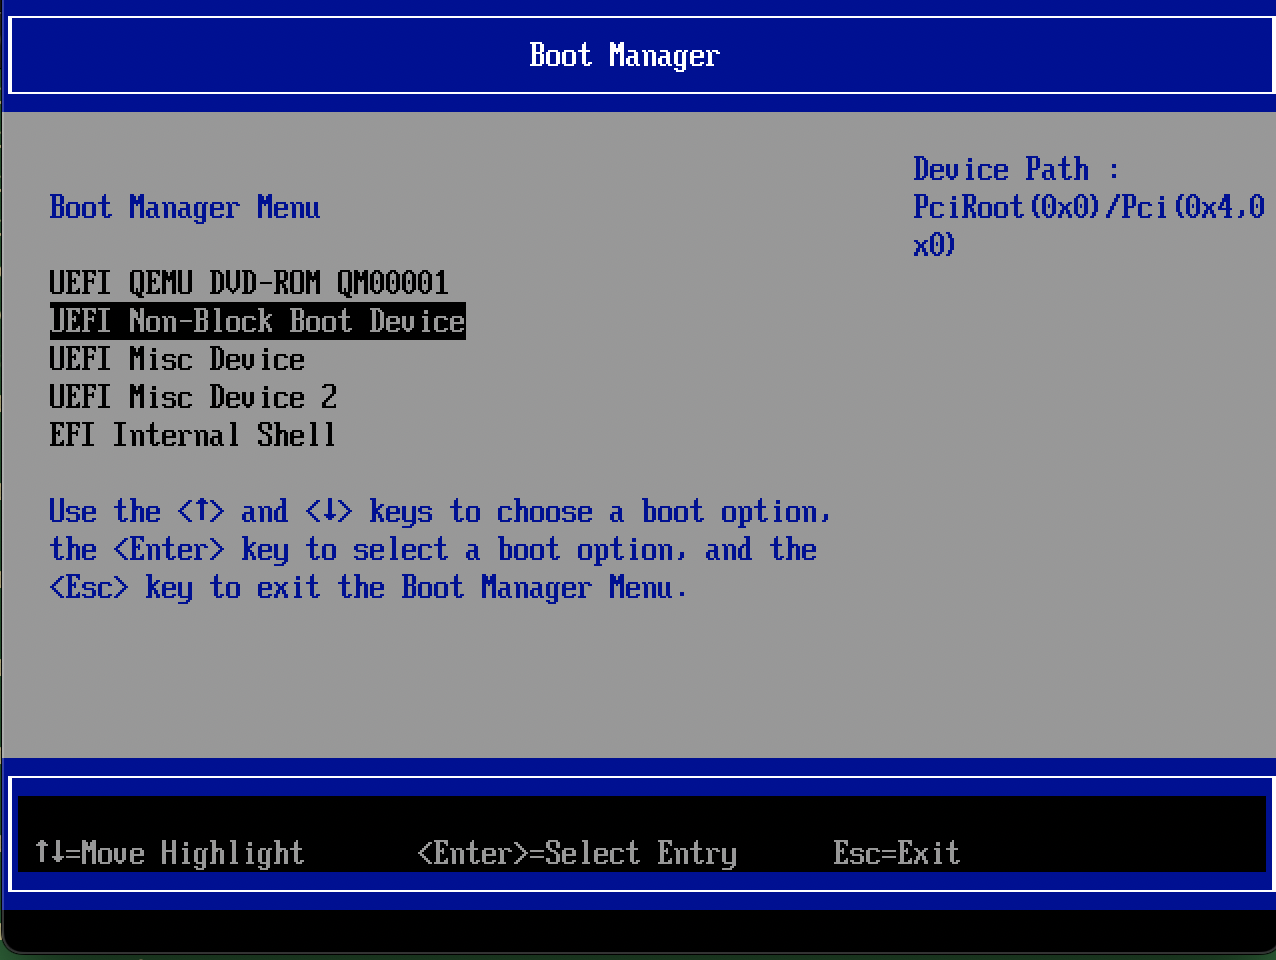 Boot Manager
Device Path :
PciRoot(0x0)/Pci(0x4,0
x0)
Boot Manager Menu
UEFI QEMU DVD-ROM QM00001
UEFI Non-Block Boot Device
UEFI Misc Device
UEFI Misc Device 2
EFI Internal Shell
Use the <↑> and <↓> keys to choose a boot option,
the <Enter> key to select a boot option, and the
<Esc> key to exit the Boot Manager Menu.
↑↓=Move Highlight <Enter>=Select Entry Esc=Exit